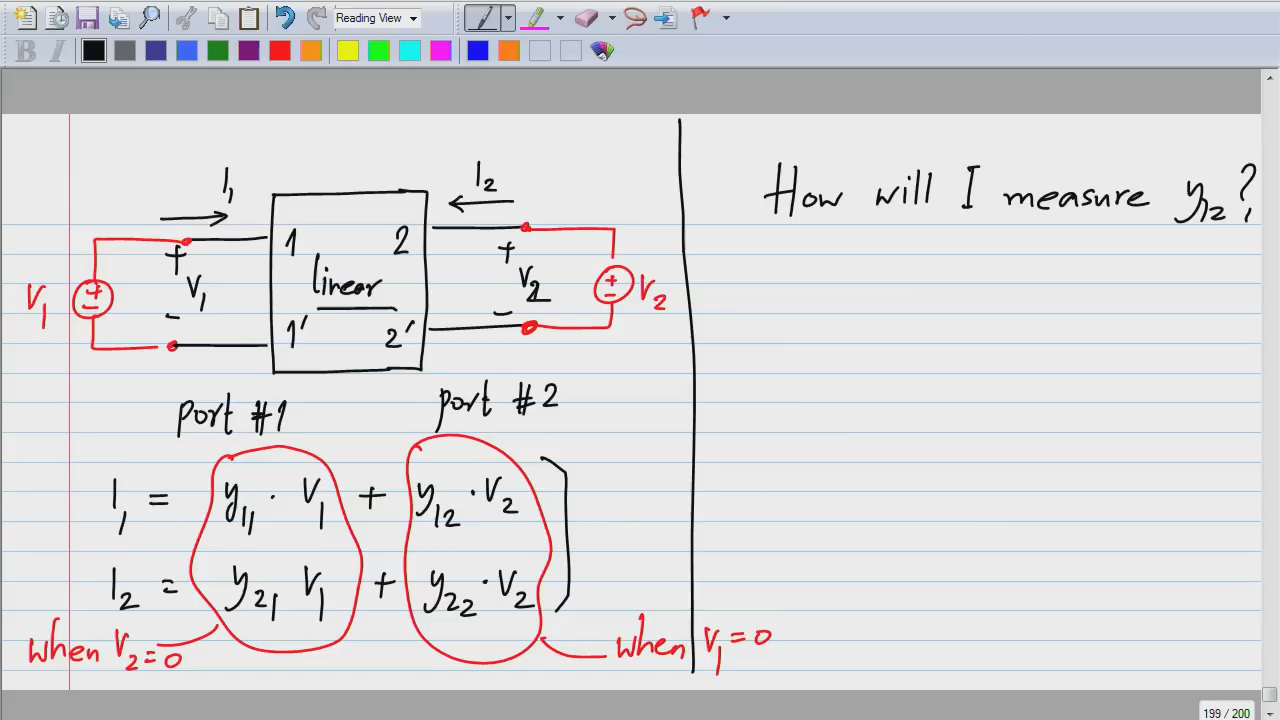 Reading View
B I
How will I measure y12?
I1
I2
1 2
+
V1
-
linear
+
V2
-
1' 2'
V1
+
-
+
-
V2
port #1
port #2
I1 = y11 · V1 + y12 · V2
I2 = y21 V1 + y22 · V2
when V2=0
when V1=0
199 / 200